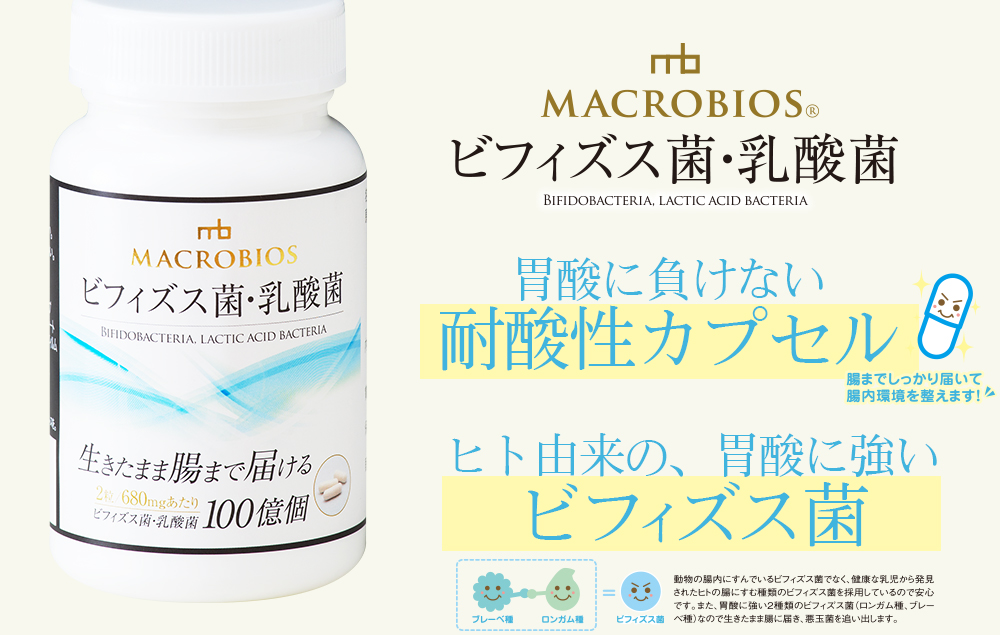 mb
MACROBIOS
ビフィズス菌・乳酸菌
BIFIDOBACTERIA, LACTIC ACID BACTERIA
生きたまま腸まで届ける
2粒/680mgあたり
ビフィズス菌・乳酸菌 100億個
mb
MACROBIOS®
ビフィズス菌・乳酸菌
BIFIDOBACTERIA, LACTIC ACID BACTERIA
胃酸に負けない
耐酸性カプセル
腸までしっかり届いて
腸内環境を整えます!
ヒト由来の、胃酸に強い
ビフィズス菌
ブレーベ種 ロンガム種 = ビフィズス菌
動物の腸内にすんでいるビフィズス菌でなく、健康な乳児から発見
されたヒトの腸にすむ種類のビフィズス菌を採用しているので安心
です。また、胃酸に強い2種類のビフィズス菌(ロンガム種、ブレー
ベ種)なので生きたまま腸に届き、悪玉菌を追い出します。